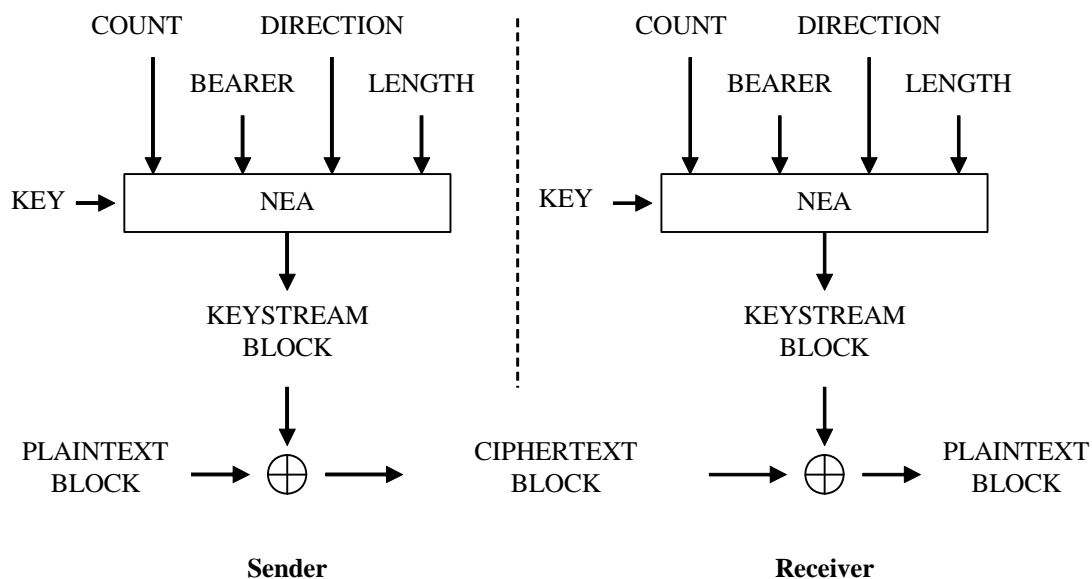 COUNT DIRECTION COUNT DIRECTION
BEARER LENGTH BEARER LENGTH
KEY NEA KEY NEA
KEYSTREAM KEYSTREAM
BLOCK BLOCK
PLAINTEXT CIPHERTEXT PLAINTEXT
BLOCK BLOCK BLOCK
Sender Receiver